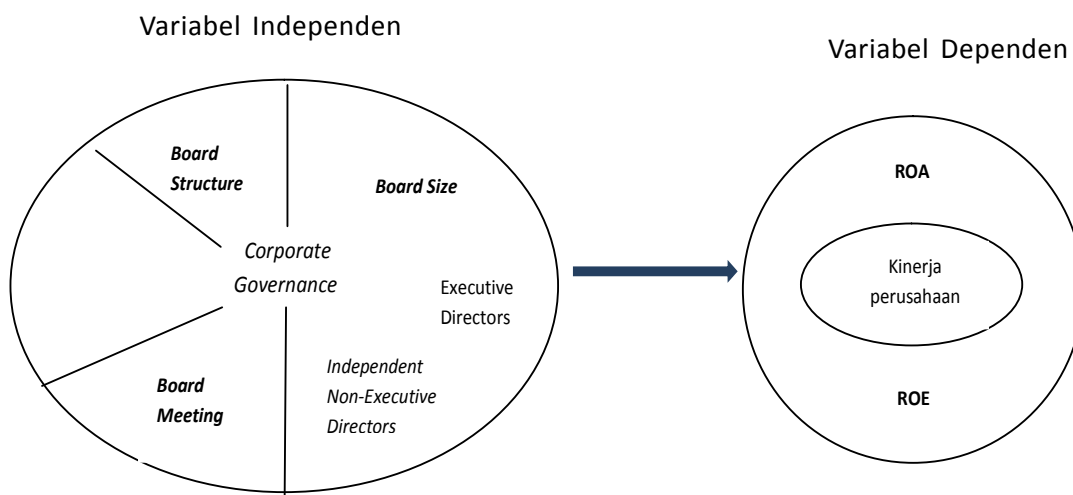 Variabel Independen
Variabel Dependen
Board
Structure
Board Size
Corporate
Governance
Executive
Directors
Independent
Non-Executive
Directors
Board
Meeting
ROA
Kinerja
perusahaan
ROE